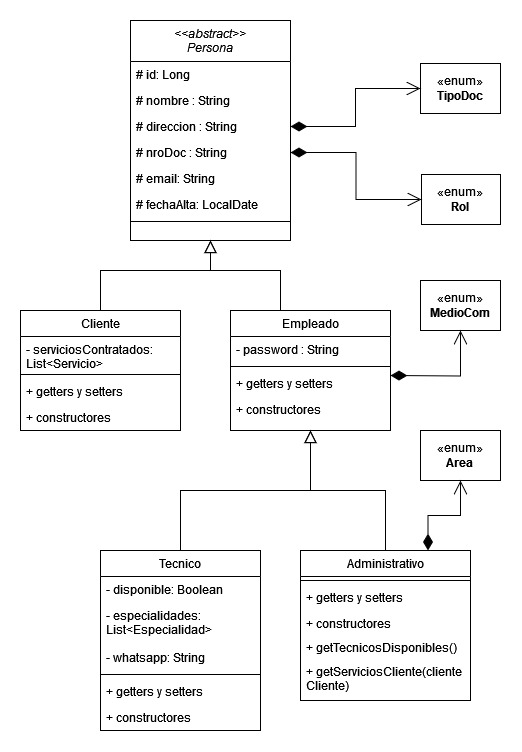 <<abstract>>
Persona
# id: Long
# nombre : String
# direccion : String
# nroDoc : String
# email: String
# fechaAlta: LocalDate
«enum»
TipoDoc
«enum»
Rol
Cliente
- serviciosContratados:
List<Servicio>
+ getters y setters
+ constructores
Empleado
- password : String
+ getters y setters
+ constructores
«enum»
MedioCom
«enum»
Area
Tecnico
- disponible: Boolean
- especialidades:
List<Especialidad>
- whatsapp: String
+ getters y setters
+ constructores
Administrativo
+ getters y setters
+ constructores
+ getTecnicosDisponibles()
+ getServiciosCliente(cliente
Cliente)